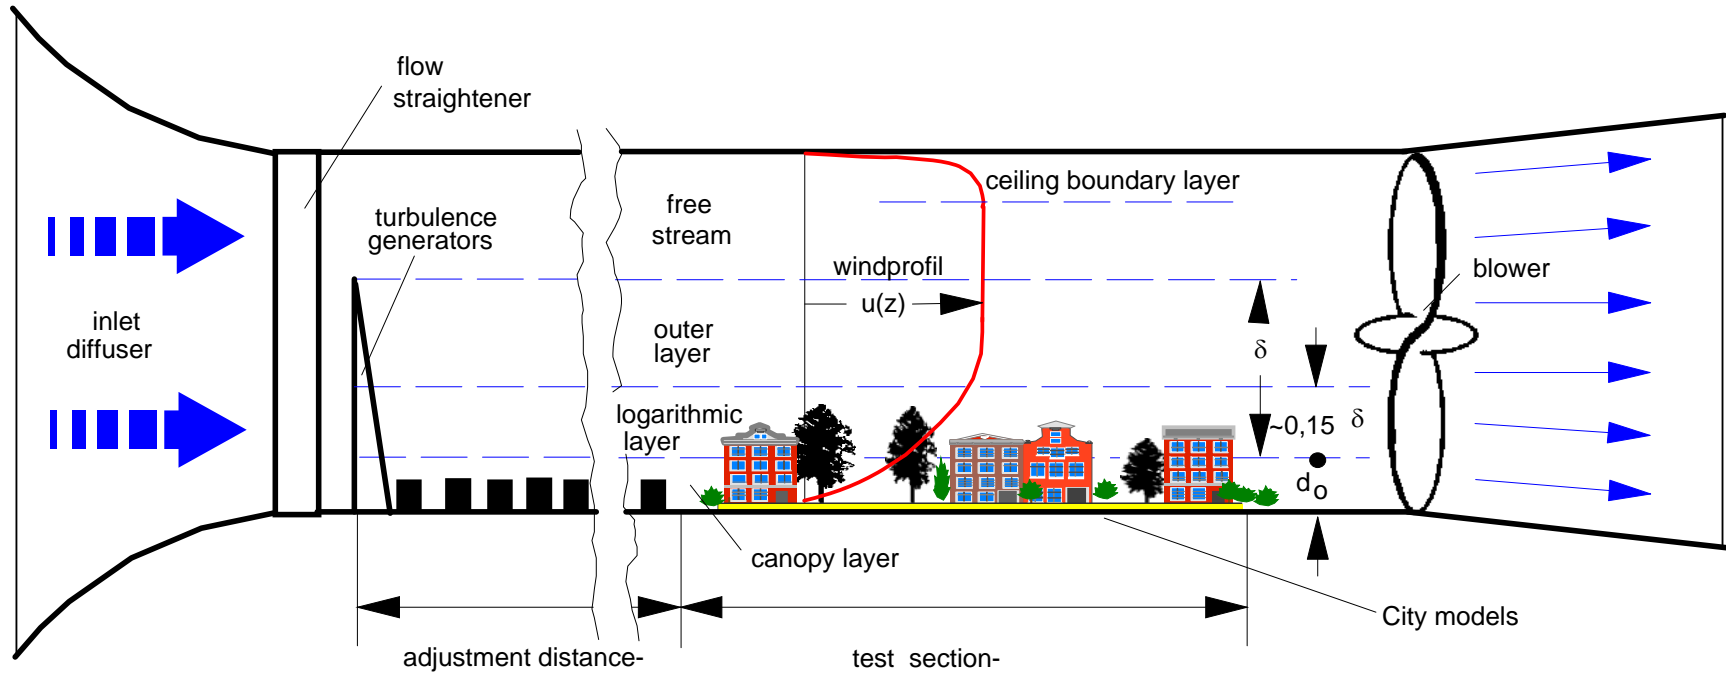 flow
straightener
ceiling boundary layer
free
stream
turbulence
generators
windprofil
u(z)
blower
inlet
diffuser
outer
layer
δ
logarithmic
layer
~0,15 δ
do
canopy layer
City models
adjustment distance-
test section-